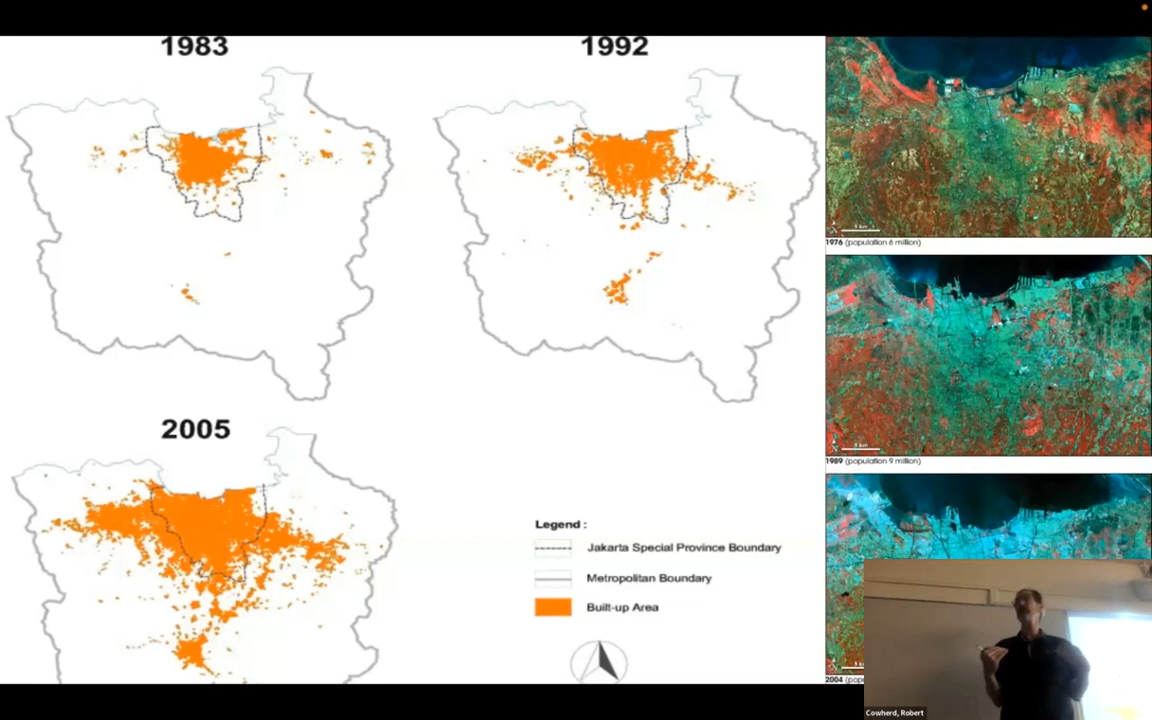 1983
1992
2005
Legend :
Jakarta Special Province Boundary
Metropolitan Boundary
Built-up Area
1976 (population 6 million)
1989 (population 9 million)
2004
Cowherd, Robert